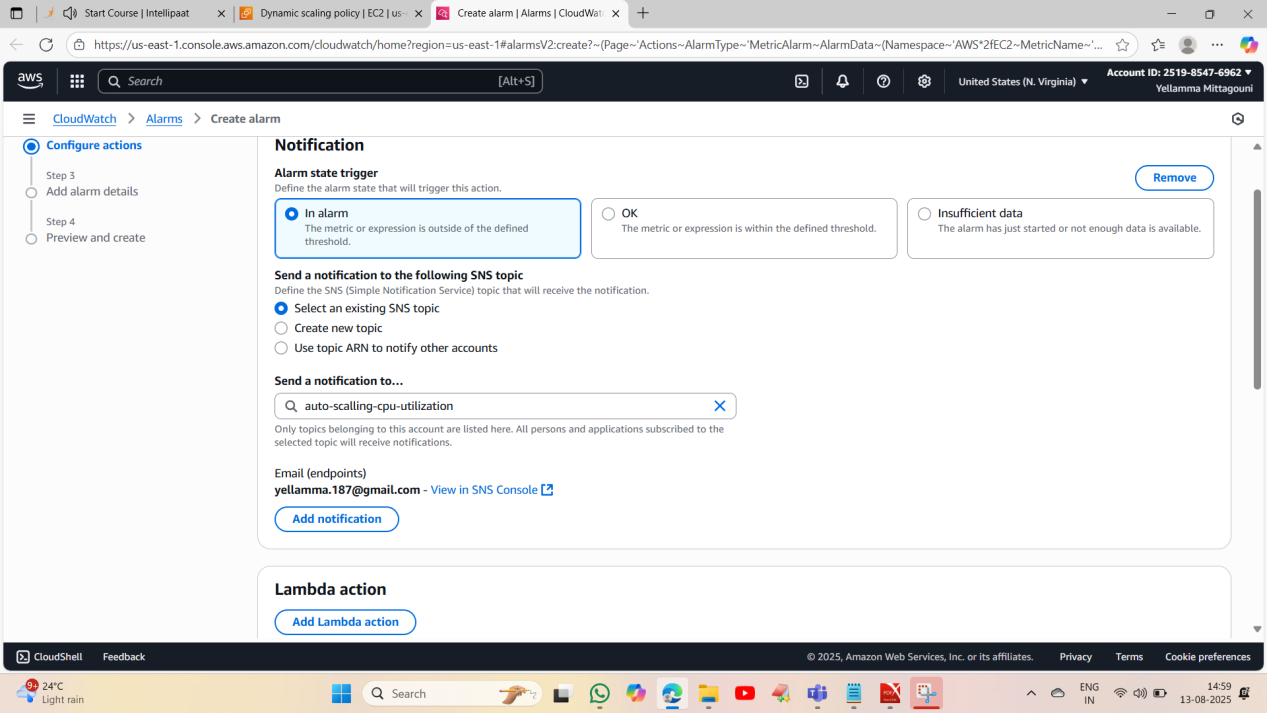 Start Course | Intellipaat
Dynamic scaling policy | EC2 | us-
Create alarm | Alarms | CloudWat
https://us-east-1.console.aws.amazon.com/cloudwatch/home?region=us-east-1#alarmsV2:create?~(Page~'Actions~AlarmType~'MetricAlarm~AlarmData~(Namespace~'AWS*2fEC2~MetricName~'...
aws
Search
[Alt+S]
United States (N. Virginia)
Account ID: 2519-8547-6962
Yellamma Mittagouni
CloudWatch
Alarms
Create alarm
Configure actions
Step 3
Add alarm details
Step 4
Preview and create
Notification
Alarm state trigger
Define the alarm state that will trigger this action.
Remove
In alarm
The metric or expression is outside of the defined
threshold.
OK
The metric or expression is within the defined threshold.
Insufficient data
The alarm has just started or not enough data is available.
Send a notification to the following SNS topic
Define the SNS (Simple Notification Service) topic that will receive the notification.
Select an existing SNS topic
Create new topic
Use topic ARN to notify other accounts
Send a notification to…
auto-scalling-cpu-utilization
Only topics belonging to this account are listed here. All persons and applications subscribed to the
selected topic will receive notifications.
Email (endpoints)
yellamma.187@gmail.com - View in SNS Console
Add notification
Lambda action
Add Lambda action
CloudShell
Feedback
© 2025, Amazon Web Services, Inc. or its affiliates.
Privacy
Terms
Cookie preferences
9+
24°C
Light rain
Search
ENG
IN
14:59
13-08-2025